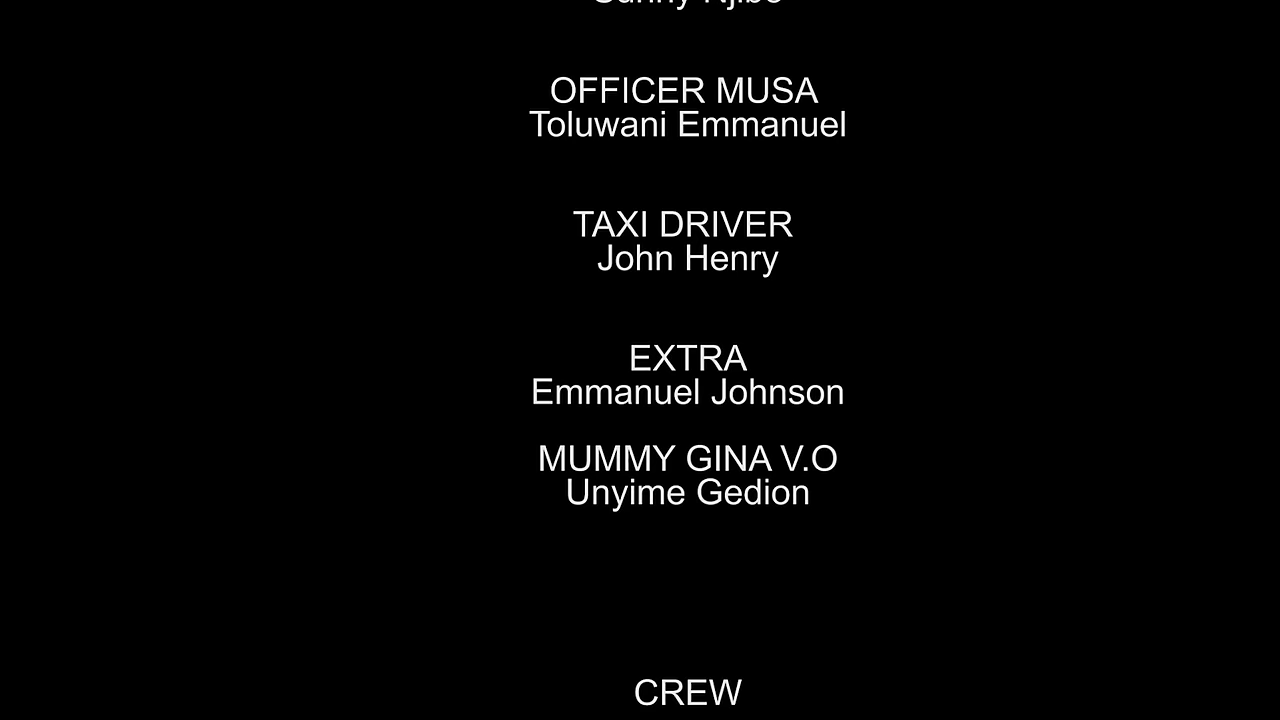 OFFICER MUSA
Toluwani Emmanuel
TAXI DRIVER
John Henry
EXTRA
Emmanuel Johnson
MUMMY GINA V.O
Unyime Gedion
CREW